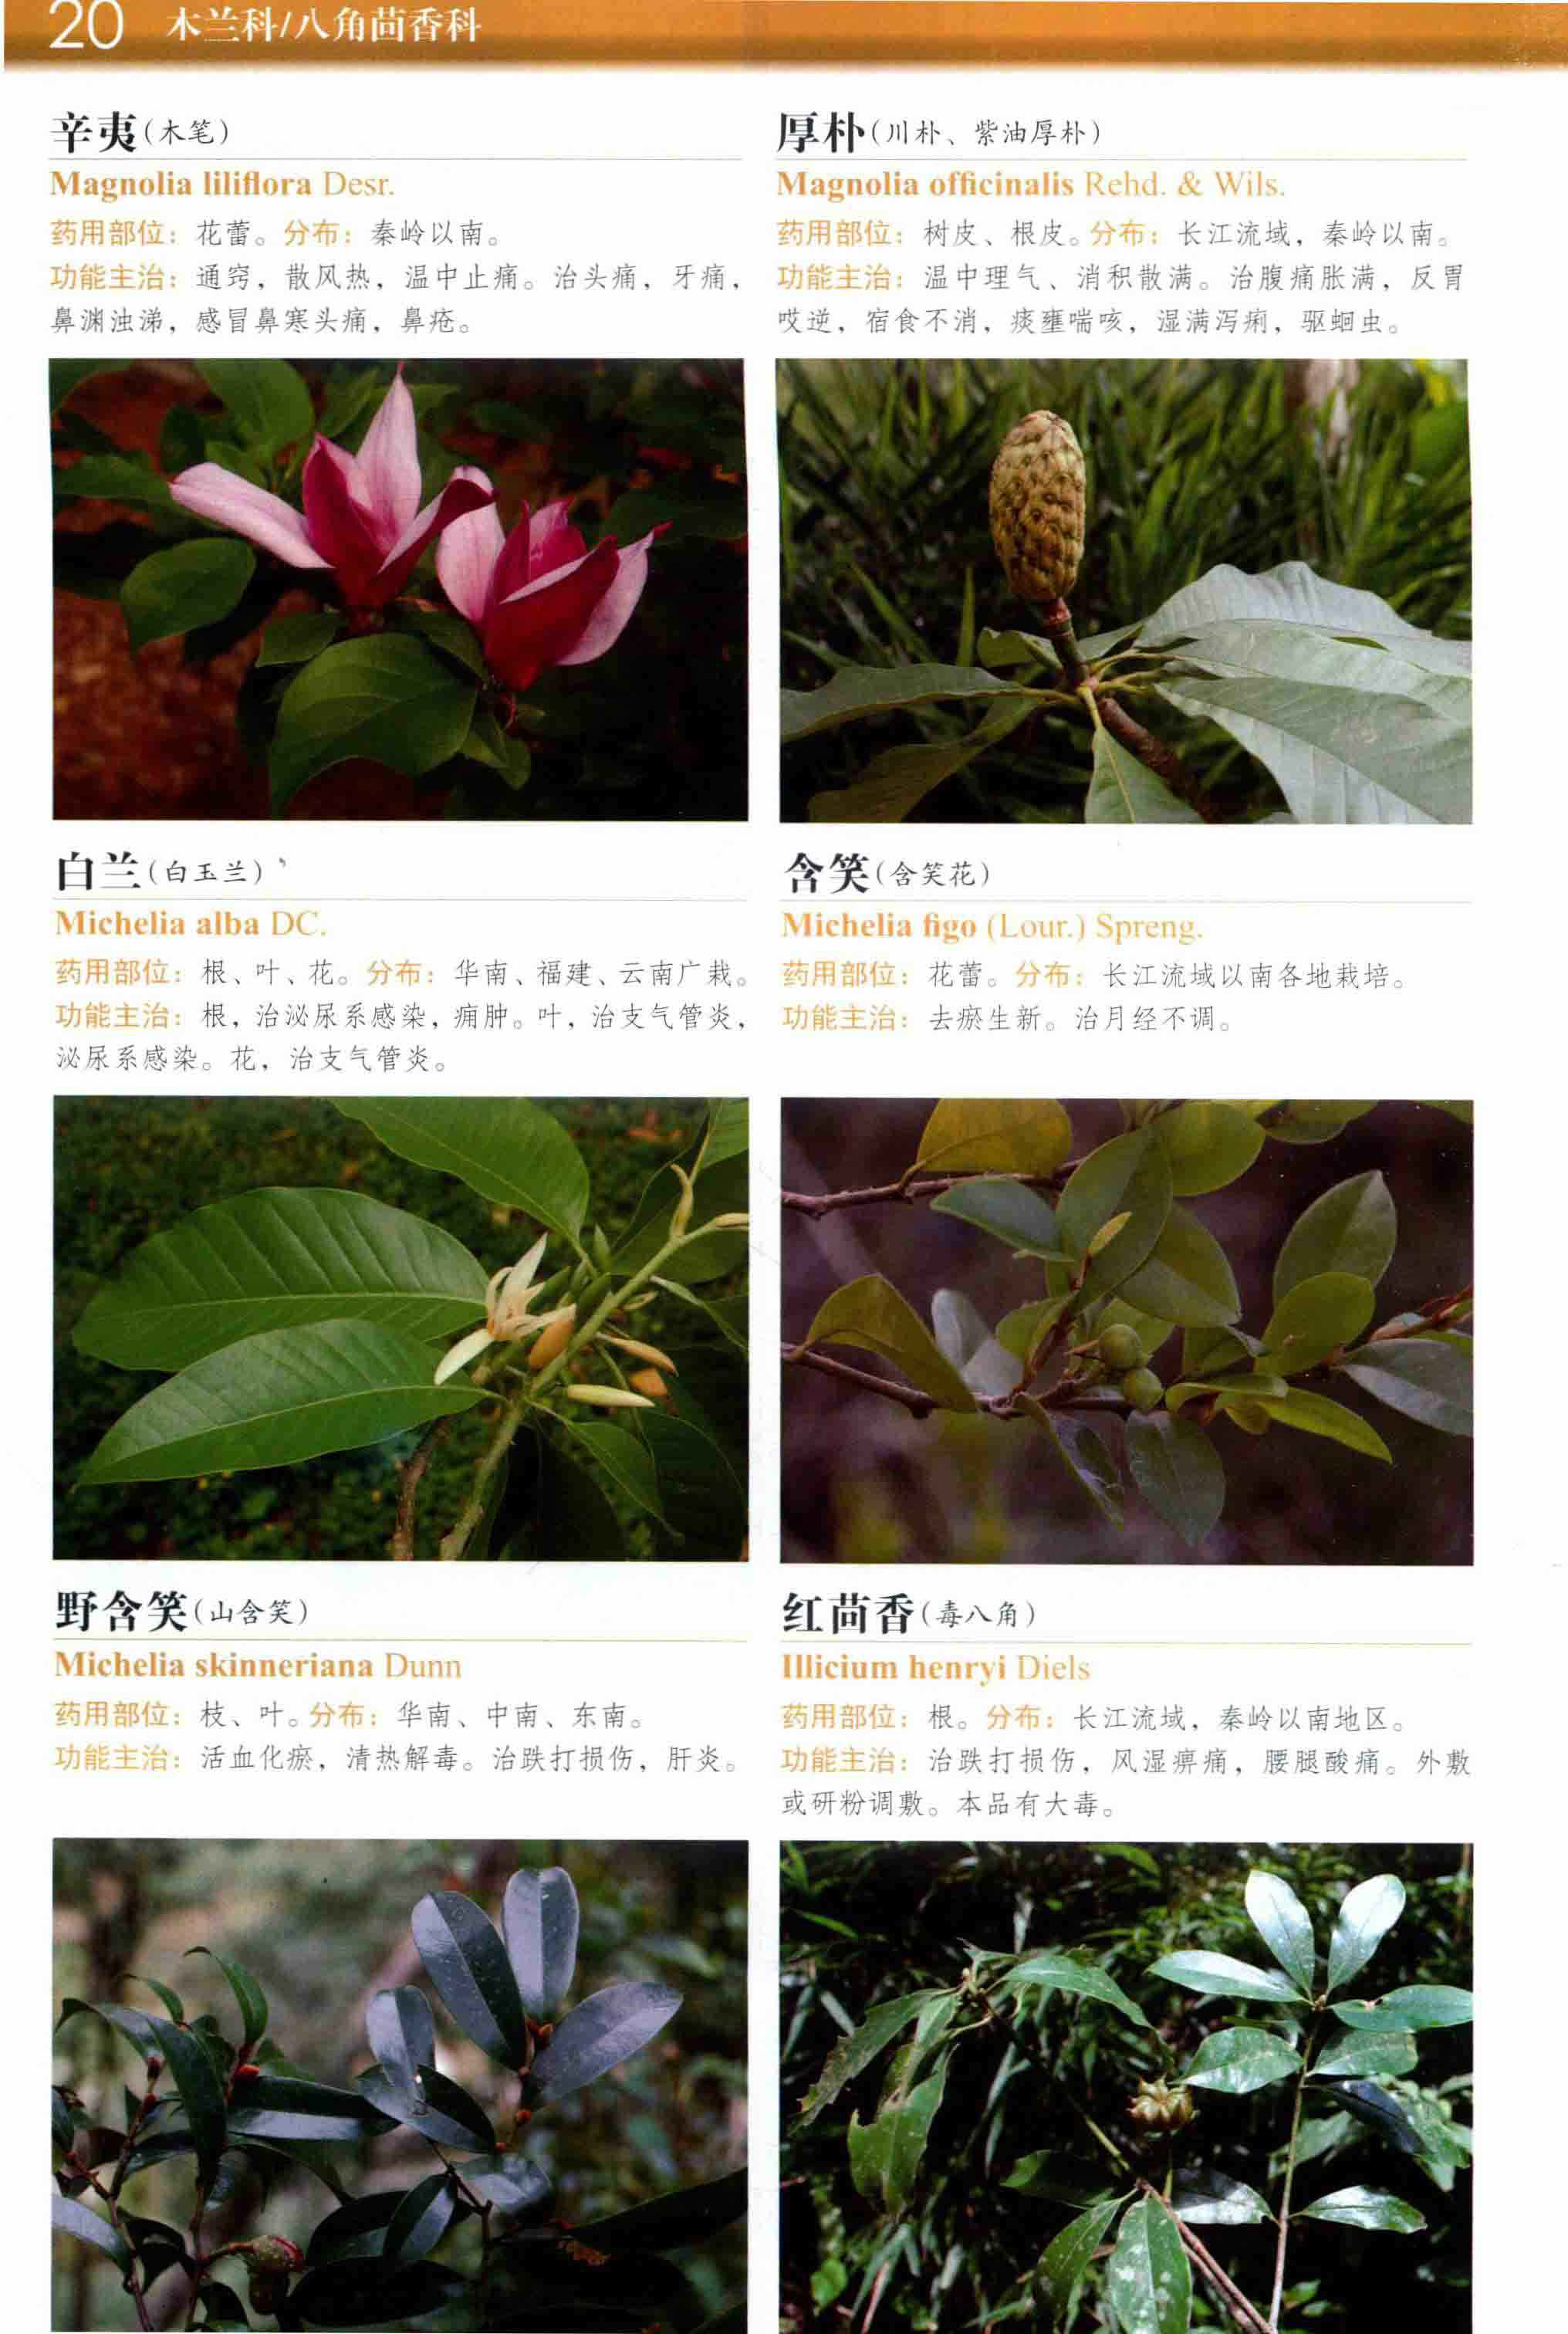 20 木兰科/八角茴香科
辛夷(木笔)
Magnolia liliflora Desr.
药用部位：花蕾。分布：秦岭以南。
功能主治：通窍，散风热，温中止痛。治头痛，牙痛，
鼻渊浊涕，感冒鼻寒头痛，鼻疮。
厚朴(川朴、紫油厚朴)
Magnolia officinalis Rehd. & Wils.
药用部位：树皮、根皮。分布：长江流域，秦岭以南。
功能主治：温中理气、消积散满。治腹痛胀满，反胃
哎逆，宿食不消，痰壅喘咳，湿满泻痢，驱蛔虫。
白兰(白玉兰)
Michelia alba DC.
药用部位：根、叶、花。分布：华南、福建、云南广栽。
功能主治：根，治泌尿系感染，痈肿。叶，治支气管炎，
泌尿系感染。花，治支气管炎。
含笑(含笑花)
Michelia figo (Lour.) Spreng.
药用部位：花蕾。分布：长江流域以南各地栽培。
功能主治：去瘀生新。治月经不调。
野含笑(山含笑)
Michelia skinneriana Dunn
药用部位：枝、叶。分布：华南、中南、东南。
功能主治：活血化瘀，清热解毒。治跌打损伤，肝炎。
红茴香(毒八角)
Illicium henryi Diels
药用部位：根。分布：长江流域，秦岭以南地区。
功能主治：治跌打损伤，风湿痹痛，腰腿酸痛。外敷
或研粉调敷。本品有大毒。